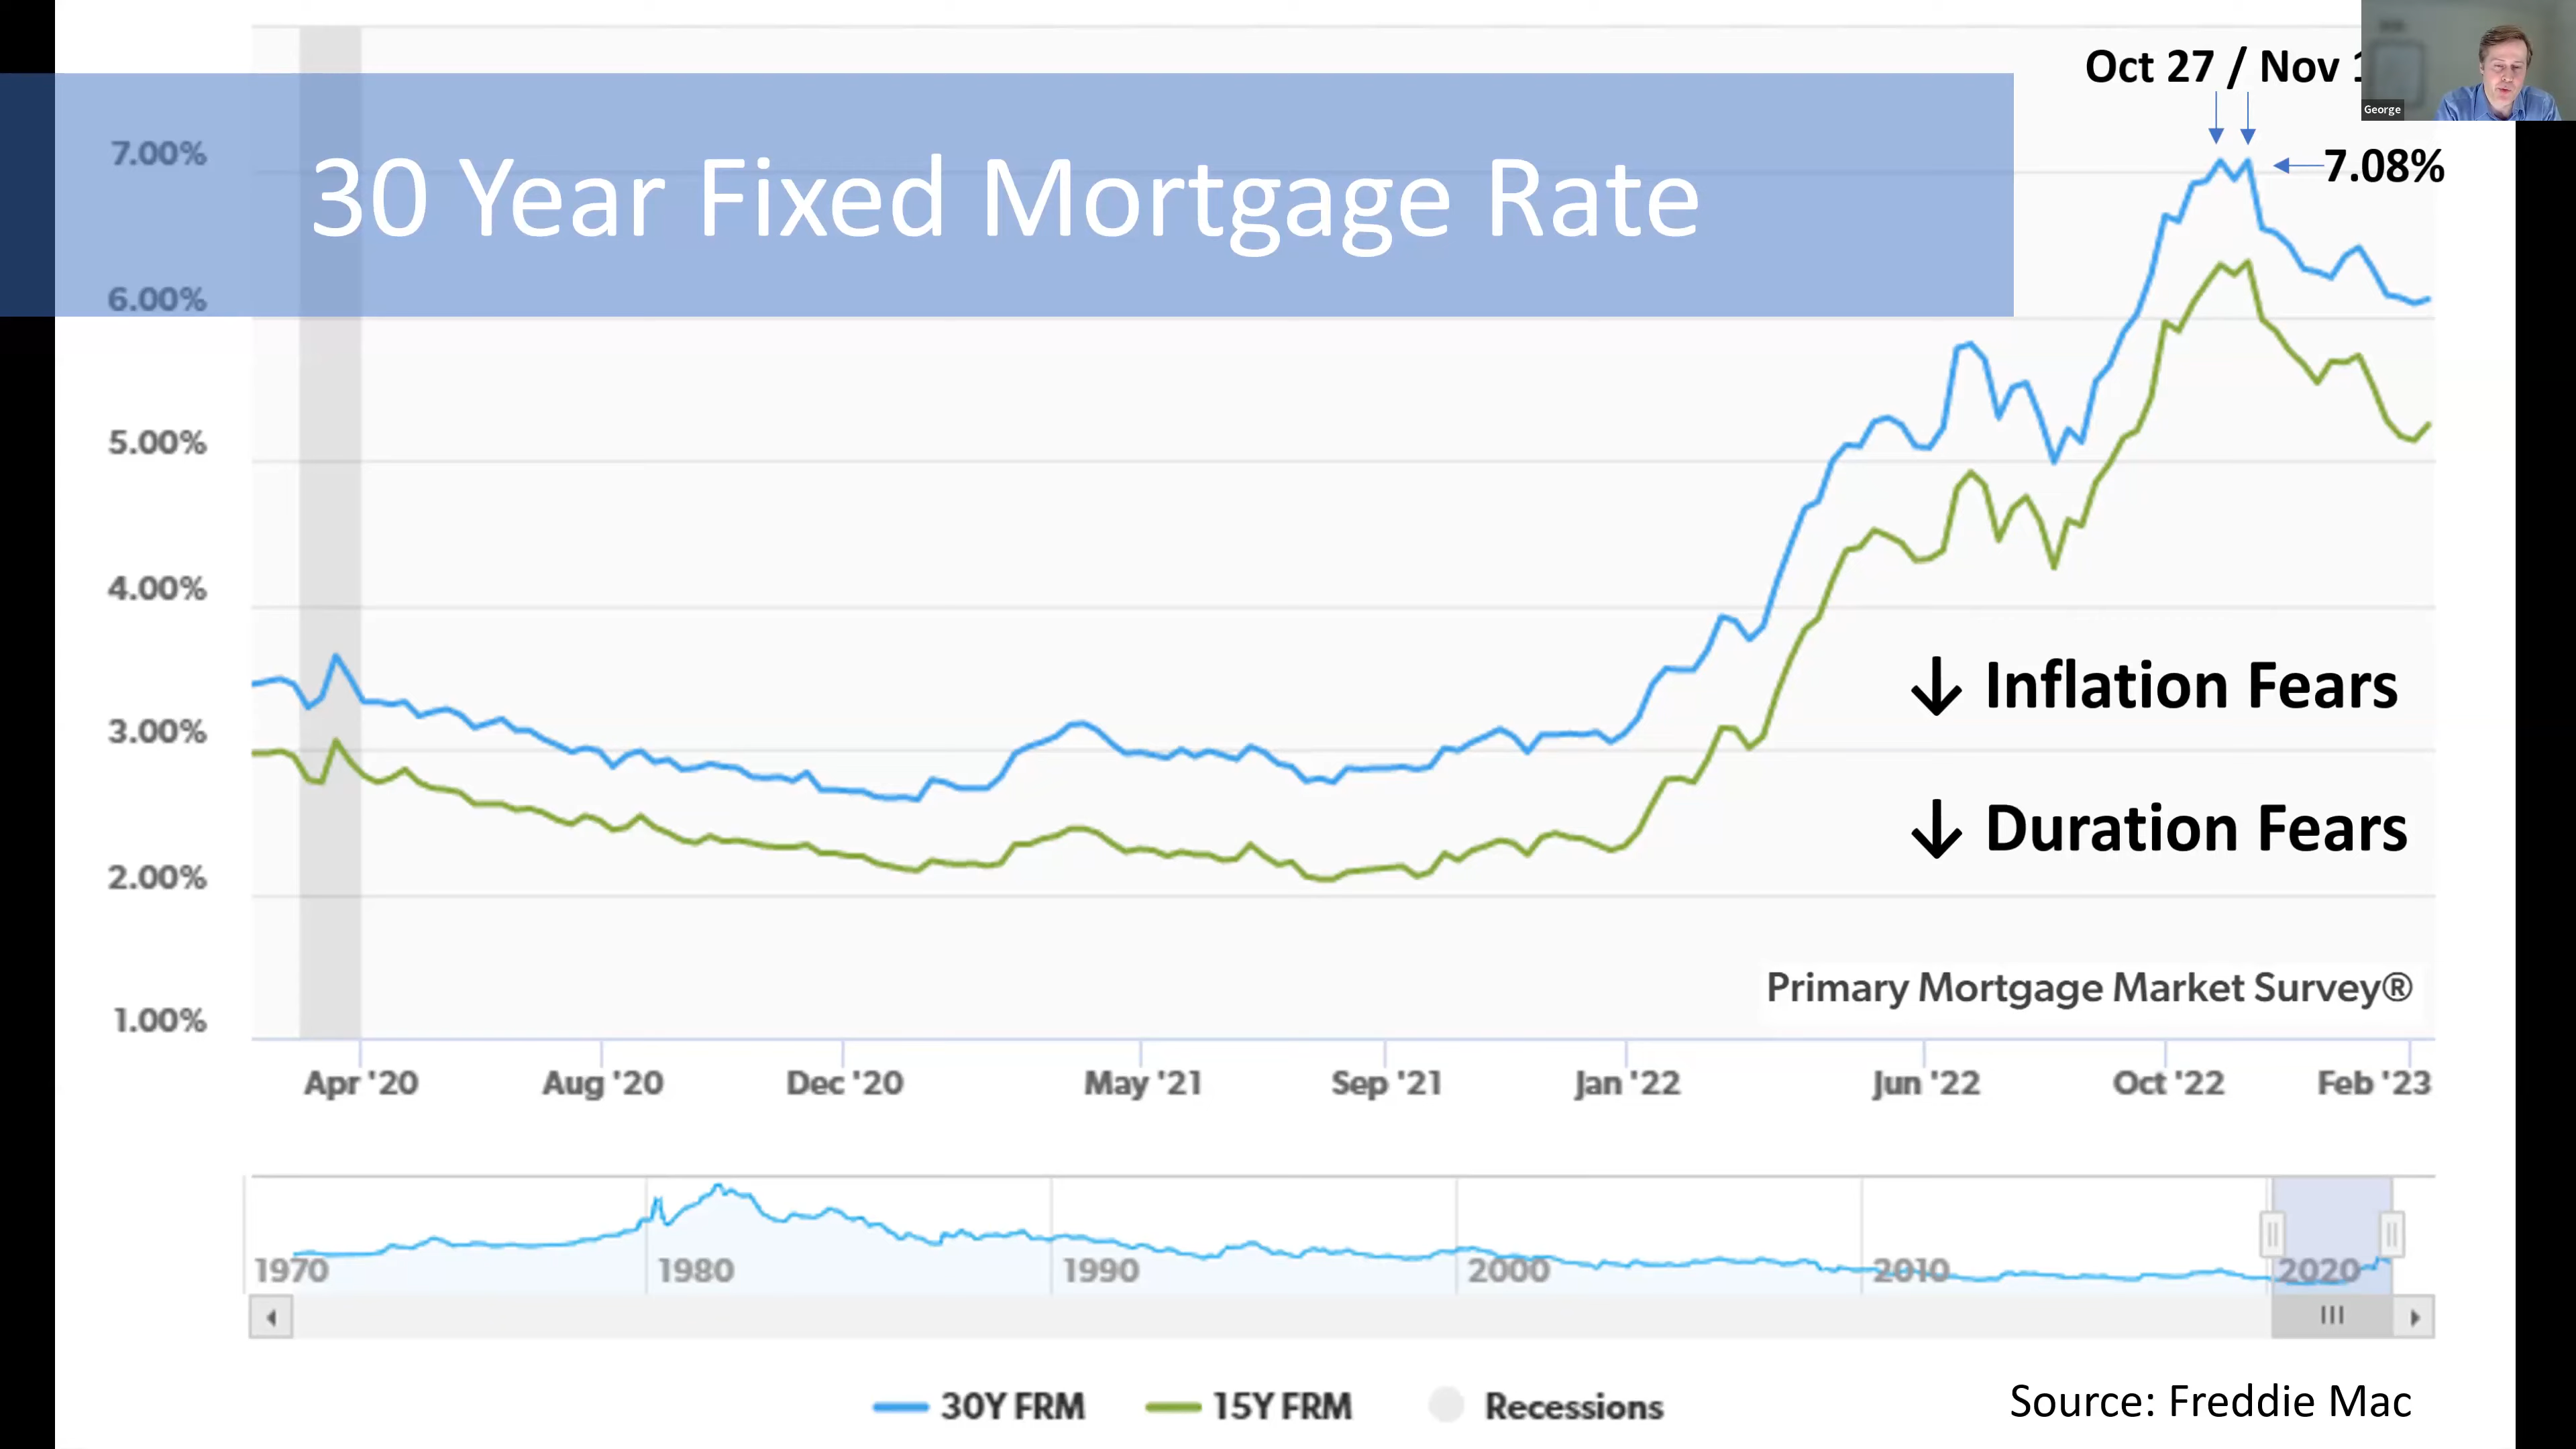 Oct 27 / Nov
George
7.00%
30 Year Fixed Mortgage Rate
7.08%
6.00%
5.00%
4.00%
↓ Inflation Fears
3.00%
↓ Duration Fears
2.00%
Primary Mortgage Market Survey®
1.00%
Apr '20 Aug '20 Dec '20 May '21 Sep '21 Jan '22 Jun '22 Oct '22 Feb '23
1970 1980 1990 2000 2010 2020
30Y FRM 15Y FRM Recessions
Source: Freddie Mac